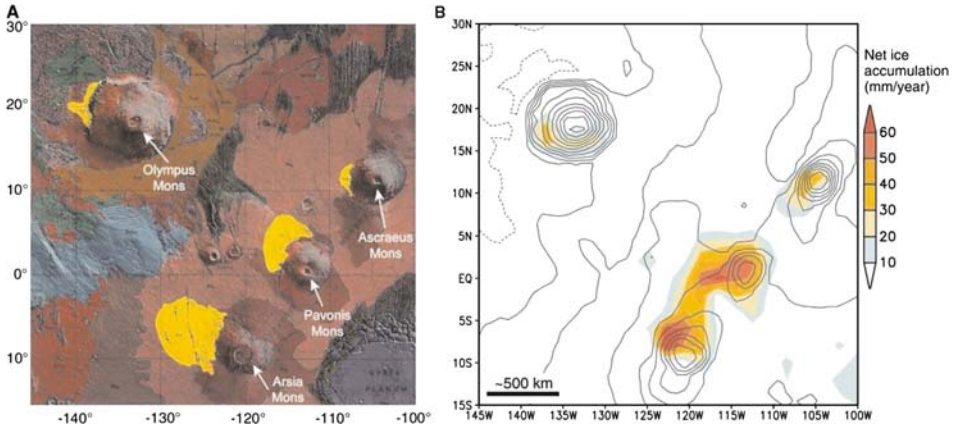 A
30°
20°
10°
0°
10°
-140°
-130°
-120°
-110°
-100°
Olympus
Mons
Ascraeus
Mons
Pavonis
Mons
Arsia
Mons
B
30N
25N
20N
15N
10N
5N
EQ
5S
10S
15S
145W
140W
135W
130W
125W
120W
115W
110W
105W
100W
~500 km
Net ice
accumulation
(mm/year)
60
50
40
30
20
10